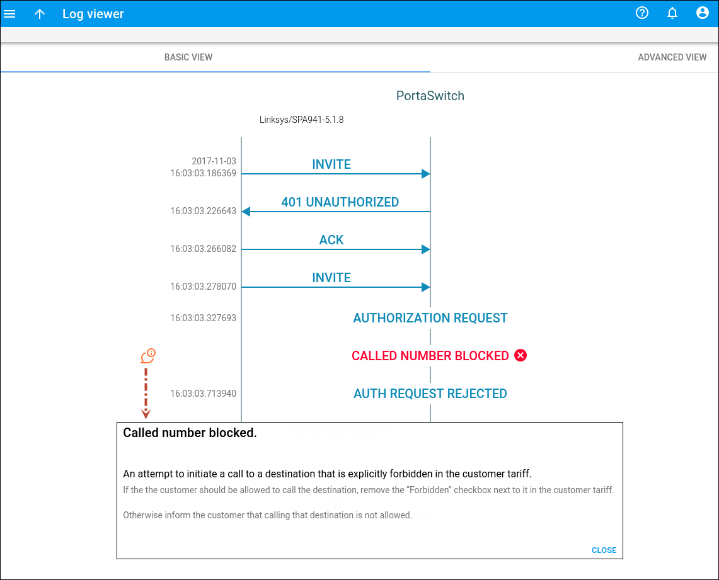 Log viewer
BASIC VIEW
ADVANCED VIEW
PortaSwitch
Linksys/SPA941-5.1.8
2017-11-03
16:03:03.186369
INVITE
401 UNAUTHORIZED
16:03:03.226643
ACK
16:03:03.266082
INVITE
16:03:03.278070
16:03:03.327693
AUTHORIZATION REQUEST
CALLED NUMBER BLOCKED
16:03:03.713940
AUTH REQUEST REJECTED
Called number blocked.
An attempt to initiate a call to a destination that is explicitly forbidden in the customer tariff.
If the the customer should be allowed to call the destination, remove the "Forbidden" checkbox next to it in the customer tariff.
Otherwise inform the customer that calling that destination is not allowed.
CLOSE